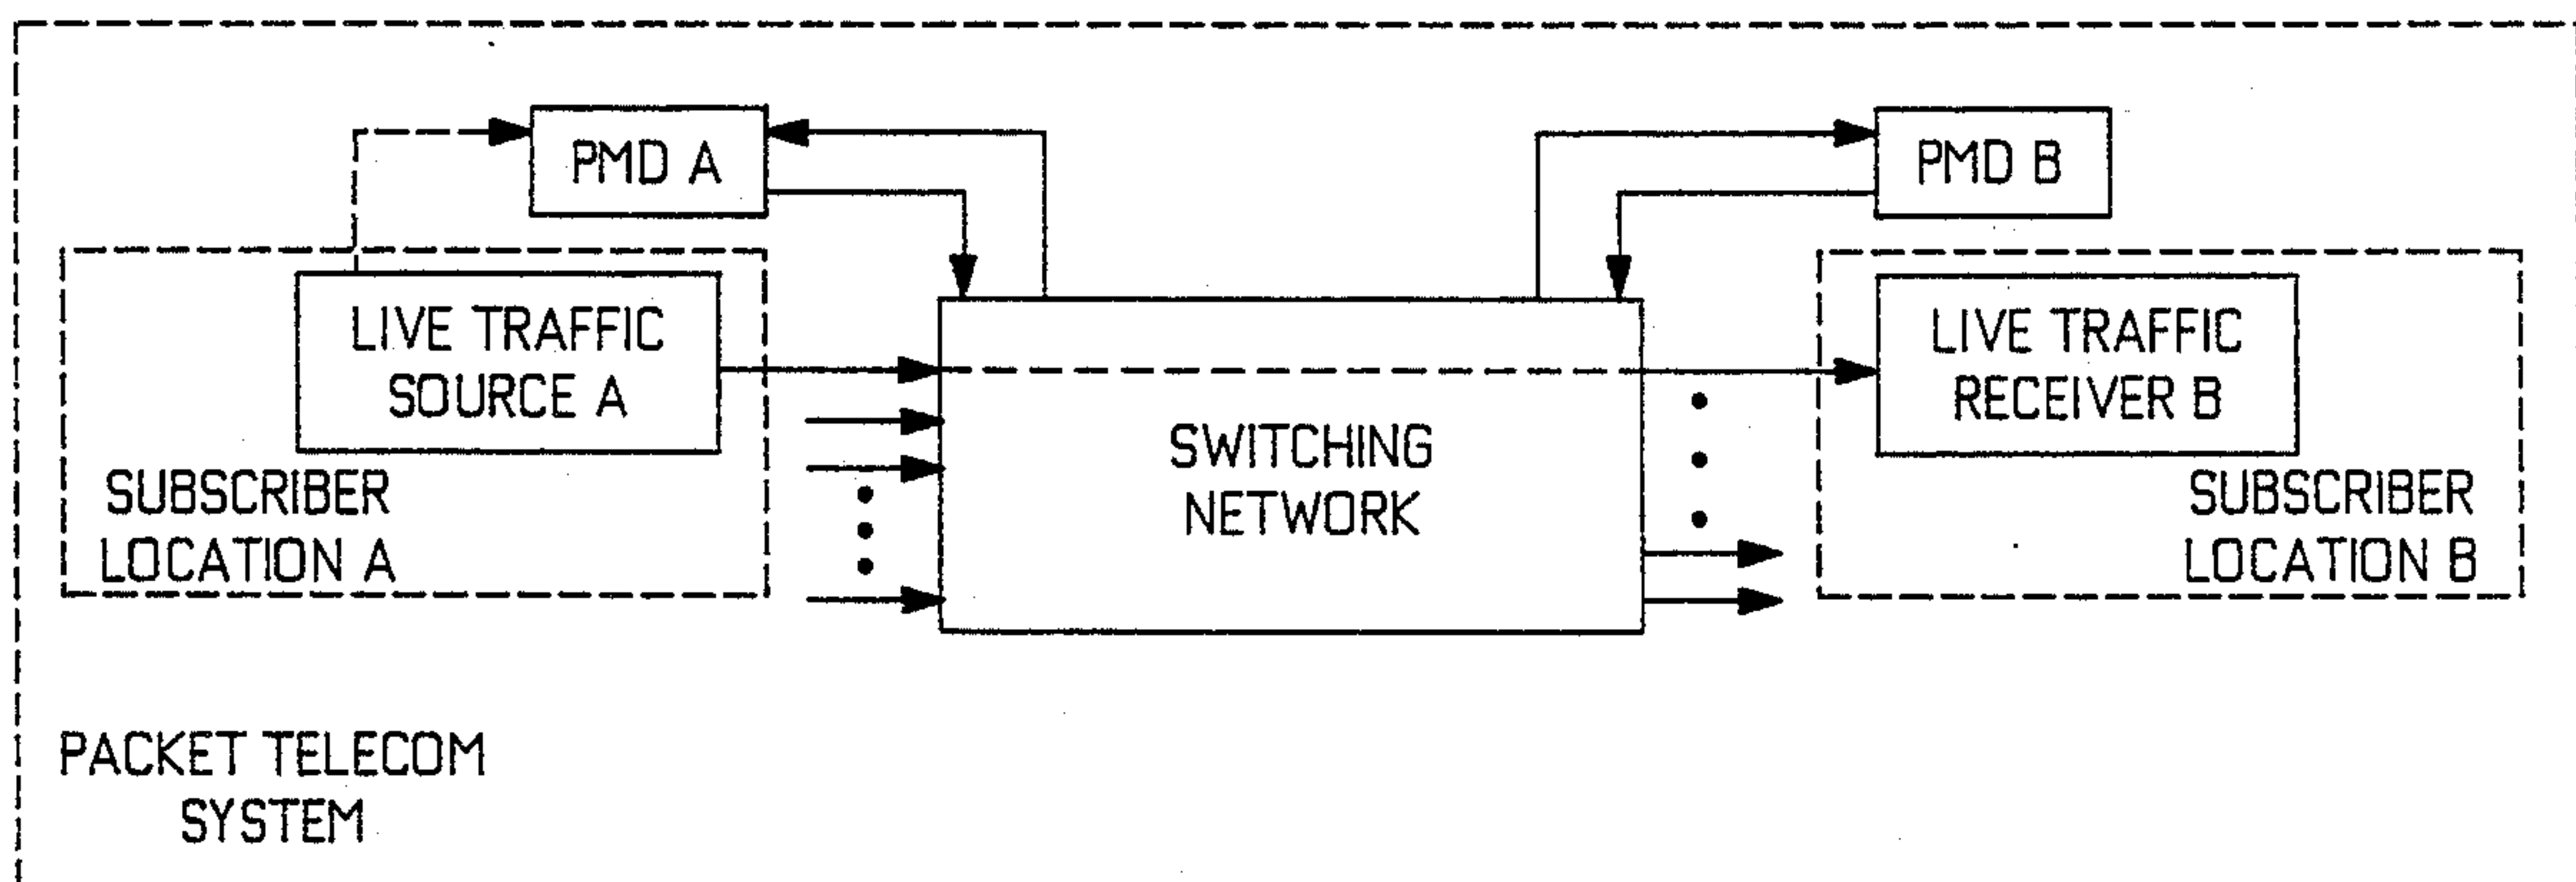 PMD A
PMD B
LIVE TRAFFIC
SOURCE A
LIVE TRAFFIC
RECEIVER B
SWITCHING
NETWORK
SUBSCRIBER
LOCATION A
SUBSCRIBER
LOCATION B
PACKET TELECOM
SYSTEM